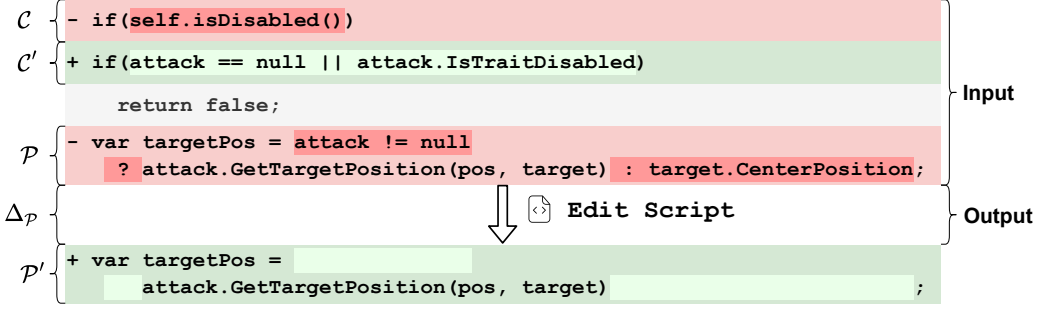 𝒞 - if(self.isDisabled())
𝒞′ + if(attack == null || attack.IsTraitDisabled)
return false;
Input
𝒫 - var targetPos = attack != null
? attack.GetTargetPosition(pos, target) : target.CenterPosition;
Δ𝒫 Edit Script
Output
𝒫′ + var targetPos =
attack.GetTargetPosition(pos, target) ;